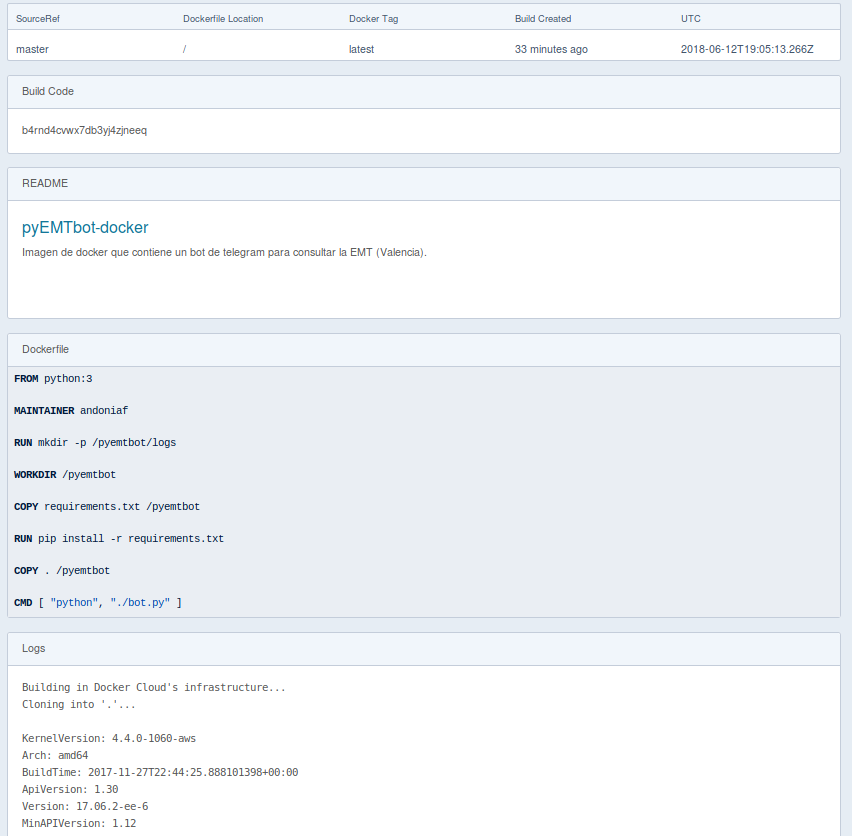 SourceRef Dockerfile Location Docker Tag Build Created UTC
master / latest 33 minutes ago 2018-06-12T19:05:13.266Z
Build Code
b4rnd4cvwx7db3yj4zjneeq
README
pyEMTbot-docker
Imagen de docker que contiene un bot de telegram para consultar la EMT (Valencia).
Dockerfile
FROM python:3
MAINTAINER andoniaf
RUN mkdir -p /pyemtbot/logs
WORKDIR /pyemtbot
COPY requirements.txt /pyemtbot
RUN pip install -r requirements.txt
COPY . /pyemtbot
CMD [ "python", "./bot.py" ]
Logs
Building in Docker Cloud's infrastructure...
Cloning into '.'...
KernelVersion: 4.4.0-1060-aws
Arch: amd64
BuildTime: 2017-11-27T22:44:25.888101398+00:00
ApiVersion: 1.30
Version: 17.06.2-ee-6
MinAPIVersion: 1.12